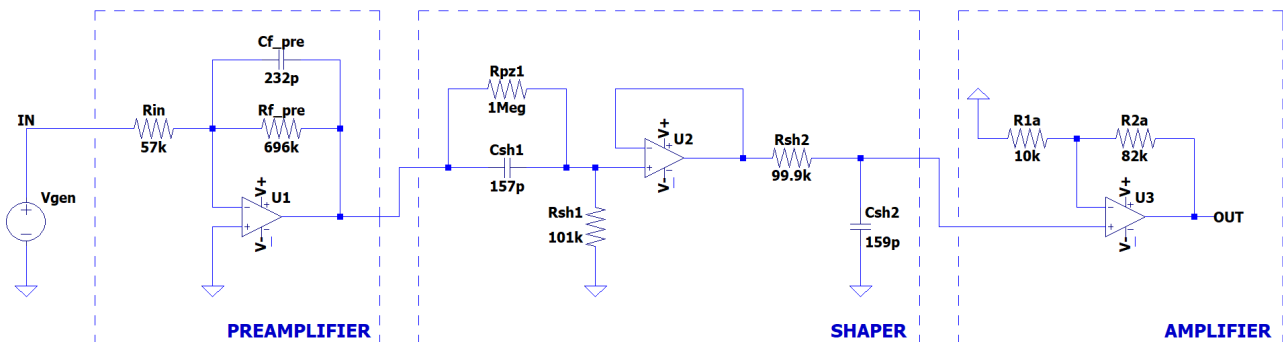 Cf_pre
232p
Rpz1
1Meg
IN
Rin
57k
Rf_pre
696k
V+
U2
V-
Rsh2
99.9k
R1a
10k
R2a
82k
Csh1
157p
Vgen
V+
U1
V-
Rsh1
101k
Csh2
159p
V+
U3
V-
OUT
PREAMPLIFIER
SHAPER
AMPLIFIER